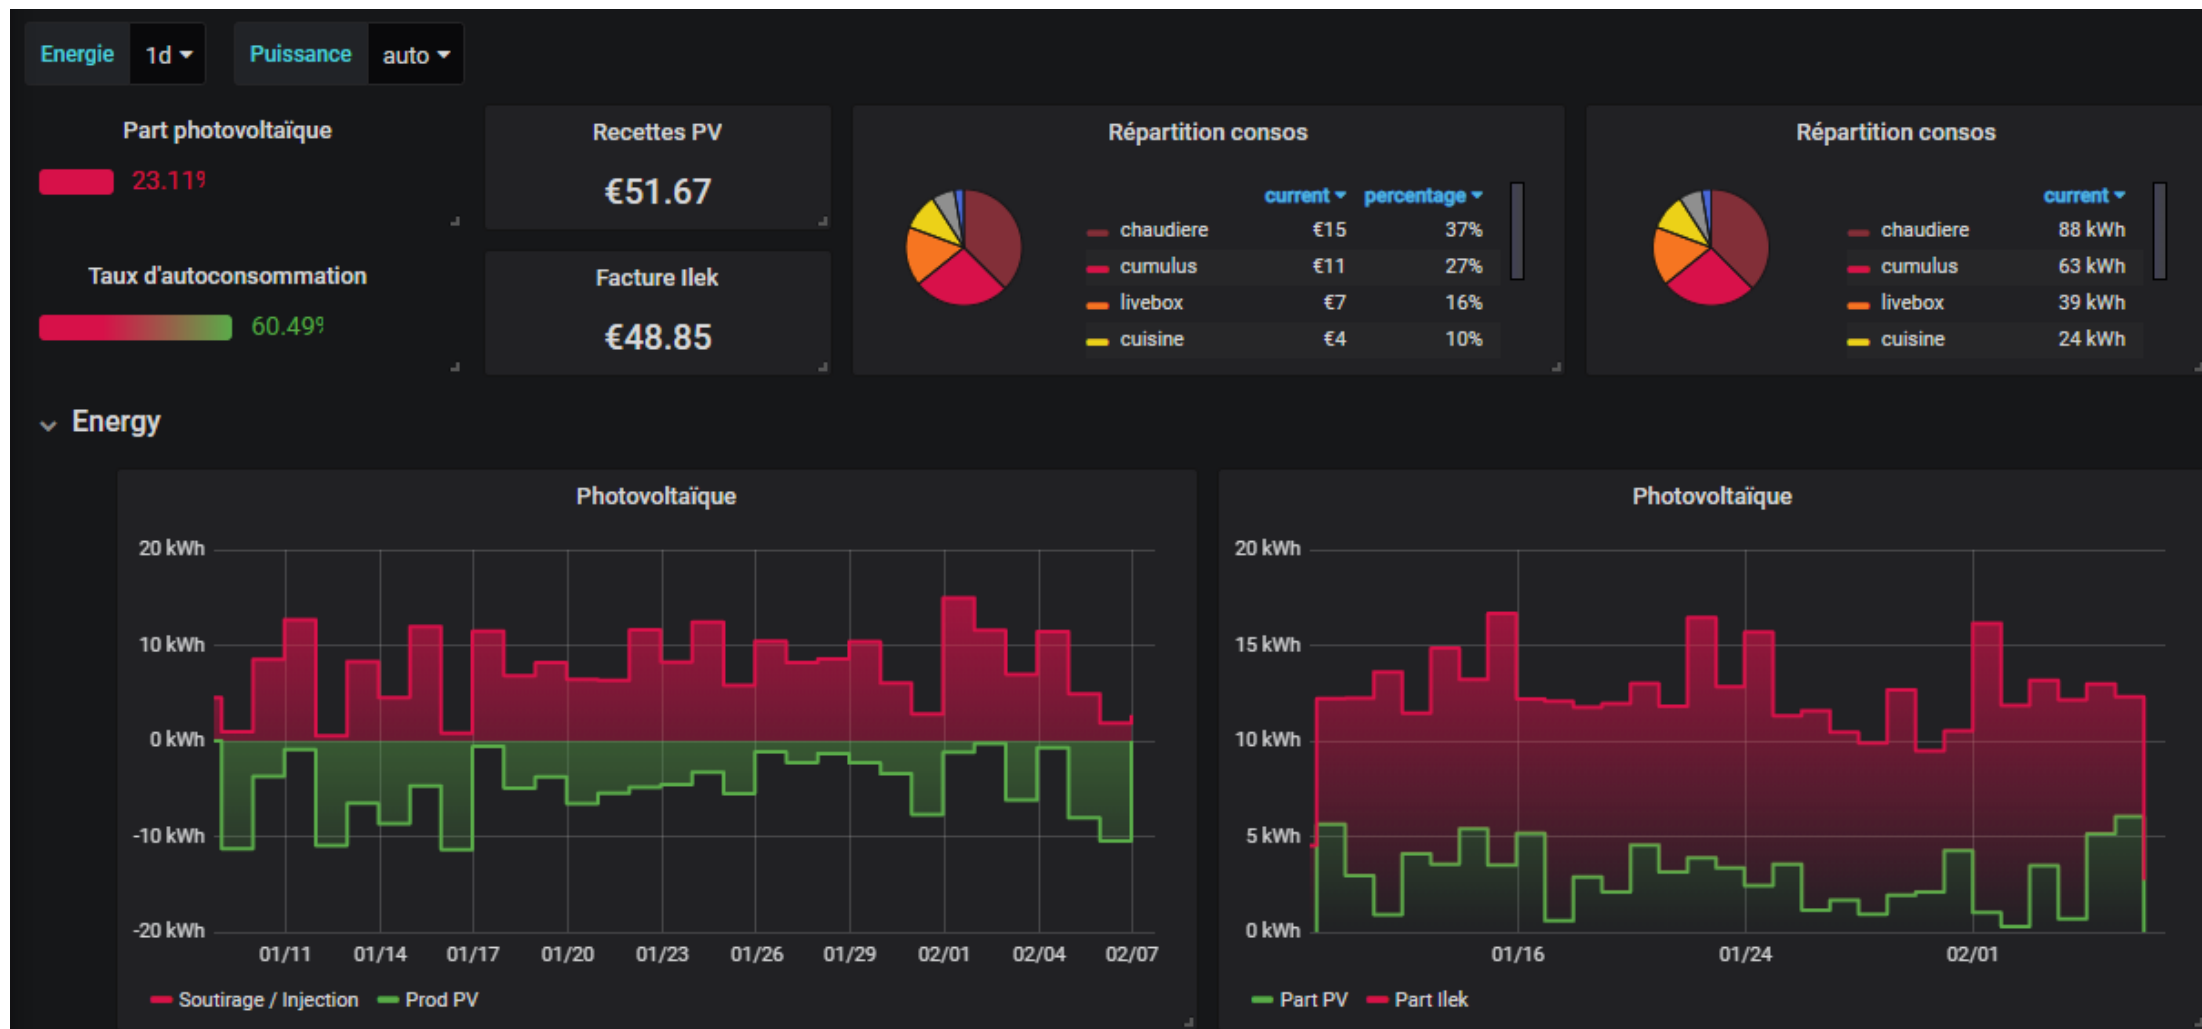 Energie 1d Puissance auto
Part photovoltaïque
23.11%
Taux d'autoconsommation
60.49%
Recettes PV
€51.67
Facture Ilek
€48.85
Répartition consos
current percentage
chaudiere €15 37%
cumulus €11 27%
livebox €7 16%
cuisine €4 10%
Répartition consos
current
chaudiere 88 kWh
cumulus 63 kWh
livebox 39 kWh
cuisine 24 kWh
Energy
Photovoltaïque
20 kWh
10 kWh
0 kWh
-10 kWh
-20 kWh
01/11 01/14 01/17 01/20 01/23 01/26 01/29 02/01 02/04 02/07
Soutirage / Injection Prod PV
Photovoltaïque
20 kWh
15 kWh
10 kWh
5 kWh
0 kWh
01/16 01/24 02/01
Part PV Part Ilek